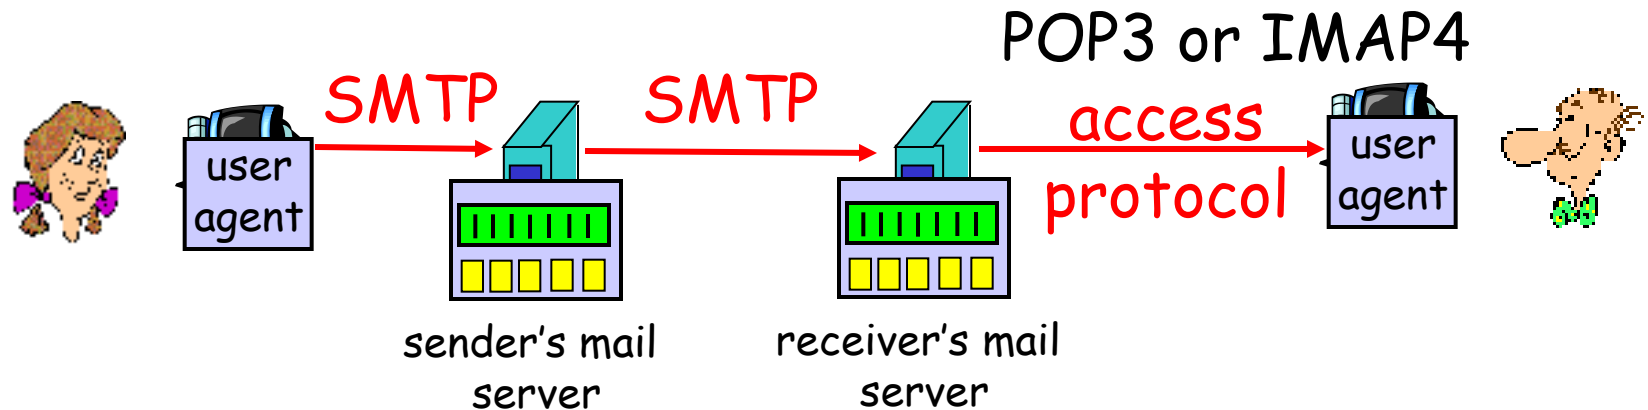 POP3 or IMAP4
SMTP
SMTP
access
protocol
user
agent
user
agent
sender's mail
server
receiver's mail
server